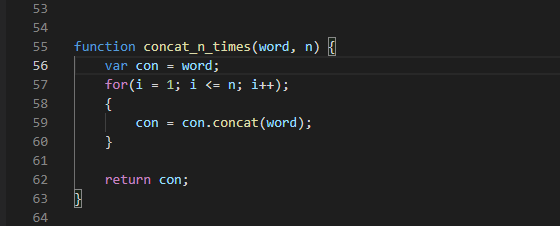 53
54
55 function concat_n_times(word, n) {
56 var con = word;
57 for(i = 1; i <= n; i++);
58 {
59 con = con.concat(word);
60 }
61
62 return con;
63 }
64